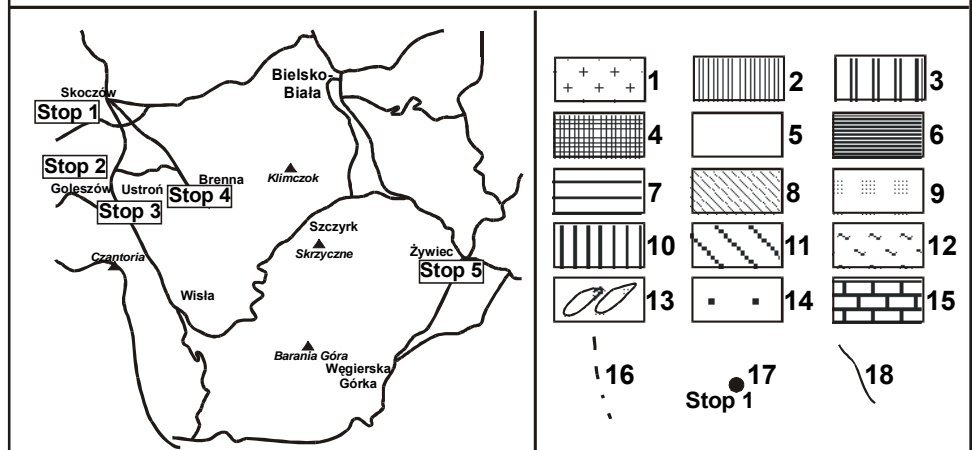 Bielsko-
Biała
Skoczów
Stop 1
Stop 2
Goleszów
Ustroń
Brenna
Stop 4
Stop 3
Klimczok
Szczyrk
Skrzyczne
Żywiec
Stop 5
Czantoria
Wisła
Barania Góra
Węgierska
Górka
1
2
3
4
5
6
7
8
9
10
11
12
13
14
15
16
17
Stop 1
18